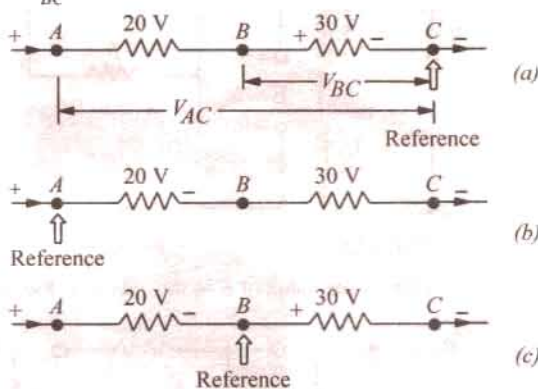 BC
A 20 V B + 30 V – C
+ – (a)
V_BC
V_AC
Reference
A 20 V B 30 V C
+ – – (b)
Reference
A 20 V B 30 V C
+ – + – (c)
Reference